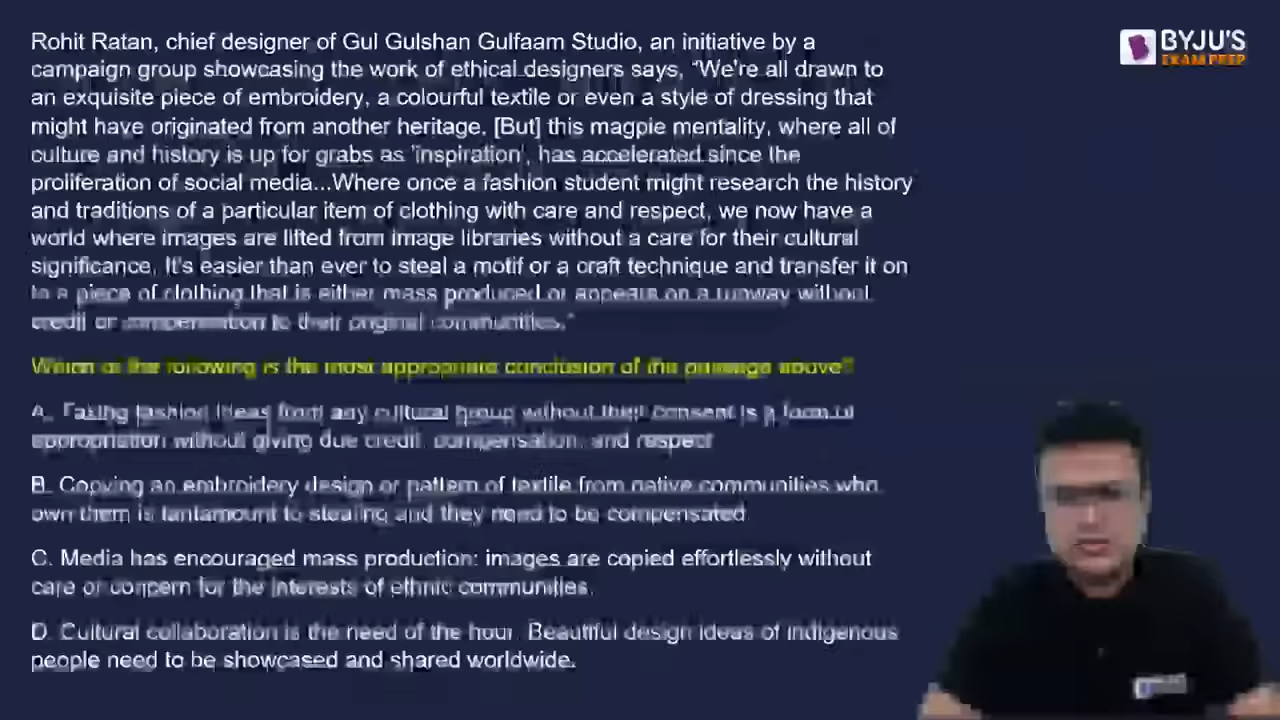 BYJU'S
EXAM PREP
Rohit Ratan, chief designer of Gul Gulshan Gulfaam Studio, an initiative by a
campaign group showcasing the work of ethical designers says, “We're all drawn to
an exquisite piece of embroidery, a colourful textile or even a style of dressing that
might have originated from another heritage. [But] this magpie mentality, where all of
culture and history is up for grabs as 'inspiration', has accelerated since the
proliferation of social media...Where once a fashion student might research the history
and traditions of a particular item of clothing with care and respect, we now have a
world where images are lifted from image libraries without a care for their cultural
significance. It's easier than ever to steal a motif or a craft technique and transfer it on
to a piece of clothing that is either mass produced or appears on a runway without
credit or compensation to their original communities.”
Which of the following is the most appropriate conclusion of the passage above?
A. Taking fashion ideas from any cultural group without their consent is a form of
appropriation without giving due credit, compensation, and respect
B. Copying an embroidery design or pattern of textile from native communities who
own them is tantamount to stealing and they need to be compensated
C. Media has encouraged mass production: images are copied effortlessly without
care or concern for the interests of ethnic communities.
D. Cultural collaboration is the need of the hour. Beautiful design ideas of indigenous
people need to be showcased and shared worldwide.